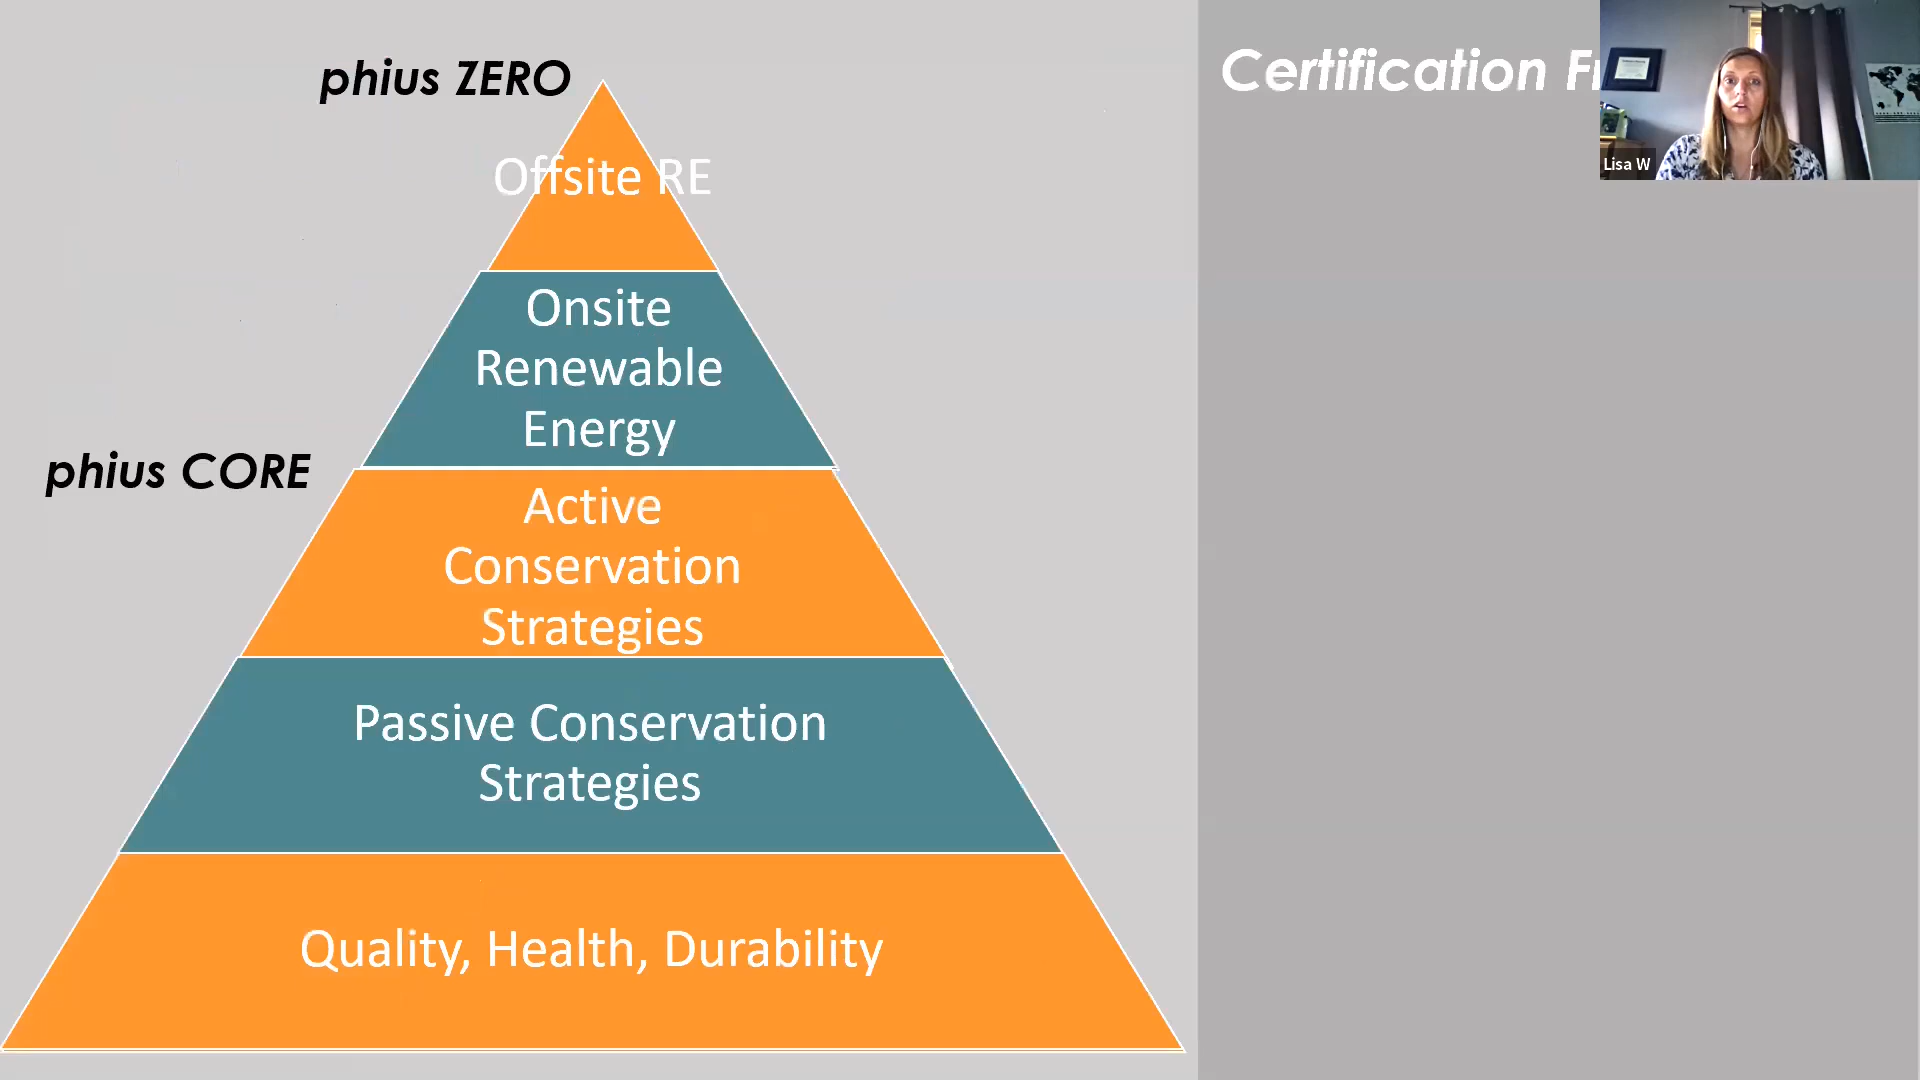 phius ZERO
Certification
Lisa W
Offsite RE
Onsite
Renewable
Energy
phius CORE
Active
Conservation
Strategies
Passive Conservation
Strategies
Quality, Health, Durability